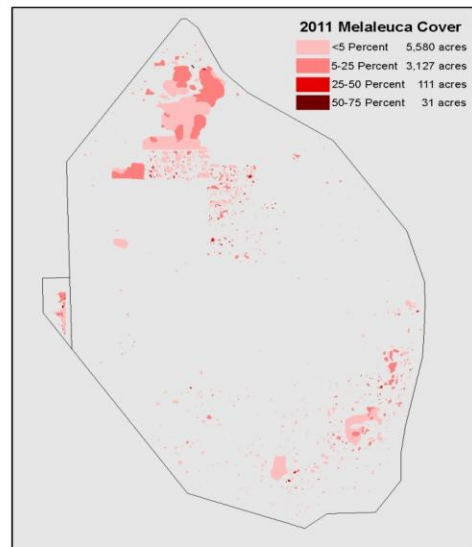 2011 Melaleuca Cover
<5 Percent 5,580 acres
5-25 Percent 3,127 acres
25-50 Percent 111 acres
50-75 Percent 31 acres